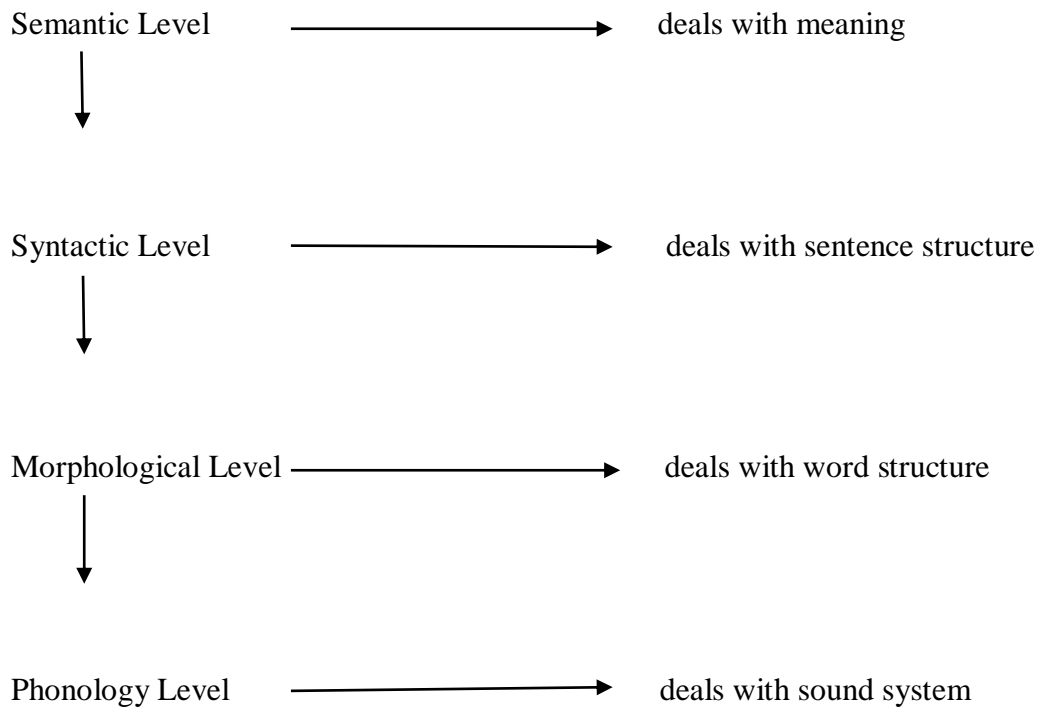 Semantic Level deals with meaning
Syntactic Level deals with sentence structure
Morphological Level deals with word structure
Phonology Level deals with sound system